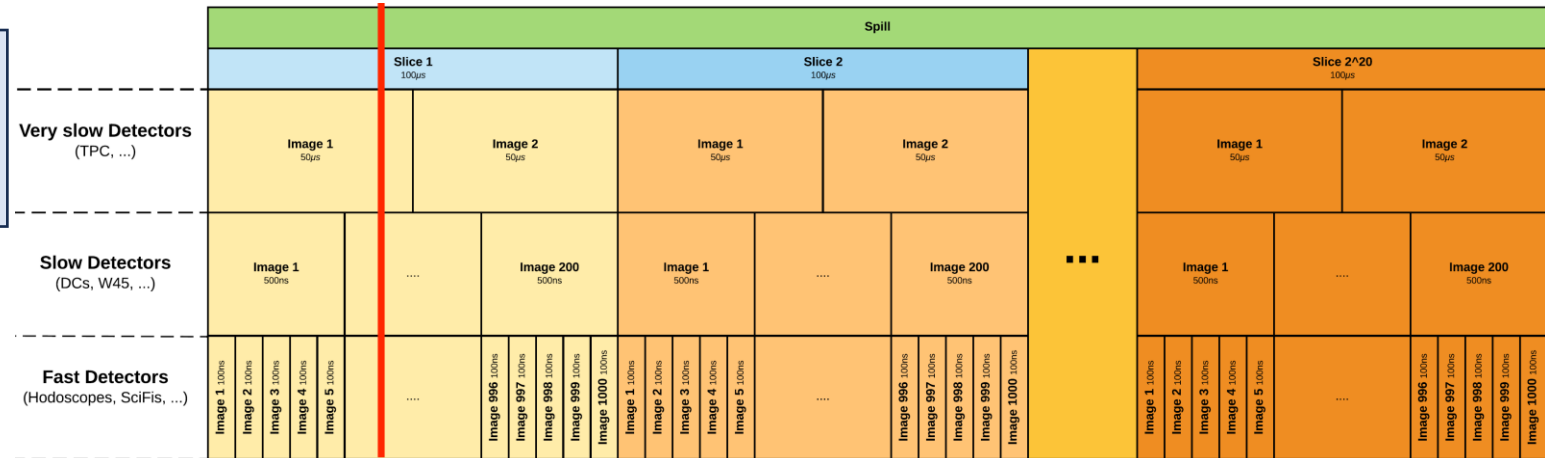 Spill
Slice 1
100μs
Slice 2
100μs
Slice 2^20
100μs
Very slow Detectors
(TPC, ...)
Image 1
50μs
Image 2
50μs
Image 1
50μs
Image 2
50μs
Image 1
50μs
Image 2
50μs
Slow Detectors
(DCs, W45, ...)
Image 1
500ns
....
Image 200
500ns
Image 1
500ns
....
Image 200
500ns
...
Image 1
500ns
....
Image 200
500ns
Fast Detectors
(Hodoscopes, SciFis, ...)
Image 1 100ns
Image 2 100ns
Image 3 100ns
Image 4 100ns
Image 5 100ns
....
Image 996 100ns
Image 997 100ns
Image 998 100ns
Image 999 100ns
Image 1000 100ns
Image 1 100ns
Image 2 100ns
Image 3 100ns
Image 4 100ns
Image 5 100ns
....
Image 996 100ns
Image 997 100ns
Image 998 100ns
Image 999 100ns
Image 1000 100ns
Image 1 100ns
Image 2 100ns
Image 3 100ns
Image 4 100ns
Image 5 100ns
....
Image 996 100ns
Image 997 100ns
Image 998 100ns
Image 999 100ns
Image 1000 100ns